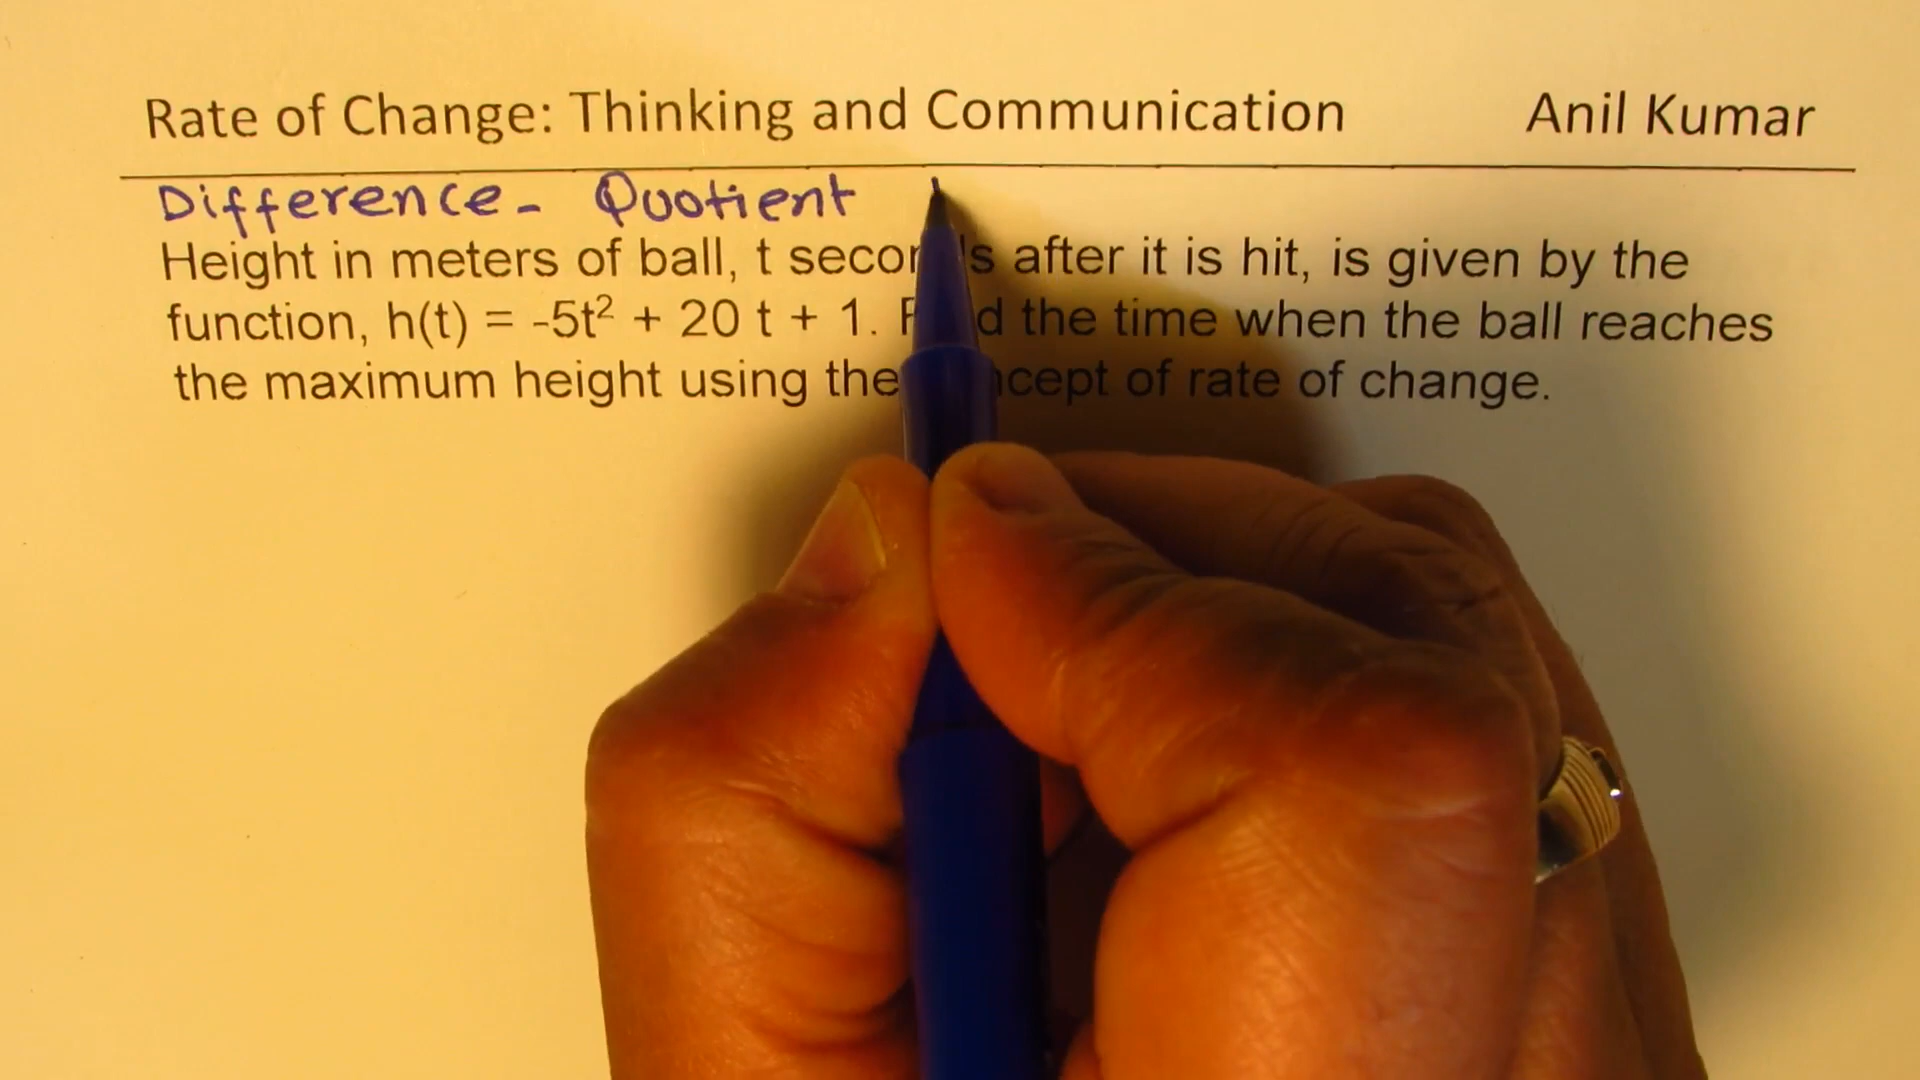 Rate of Change: Thinking and Communication Anil Kumar
Difference - Quotient
Height in meters of ball, t after it is hit, is given by the
function, h(t) = -5t² + 20 t + 1. the time when the ball reaches
the maximum height using the of rate of change.